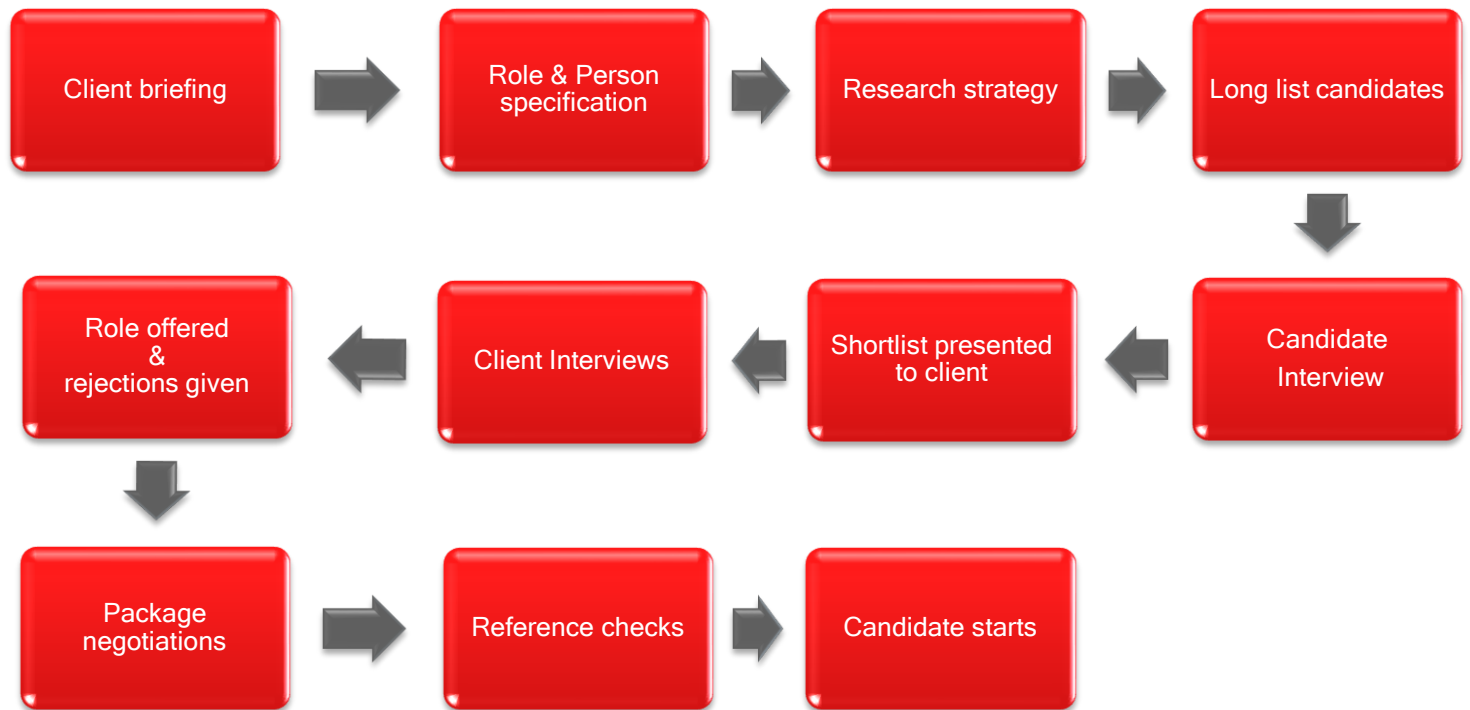 Client briefing
Role & Person
specification
Research strategy
Long list candidates
Candidate
Interview
Shortlist presented
to client
Client Interviews
Role offered
&
rejections given
Package
negotiations
Reference checks
Candidate starts